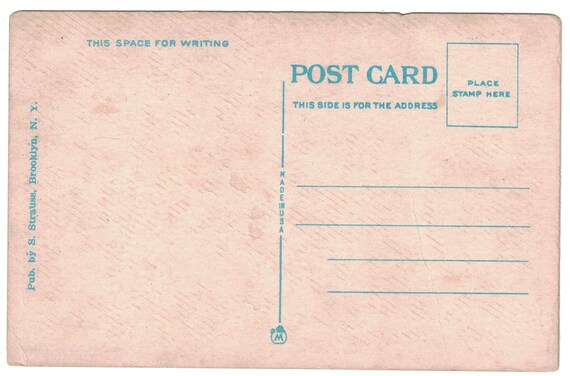 THIS SPACE FOR WRITING
POST CARD
THIS SIDE IS FOR THE ADDRESS
PLACE
STAMP HERE
Pub. by S. Strauss, Brooklyn, N. Y.
MADE IN USA
M